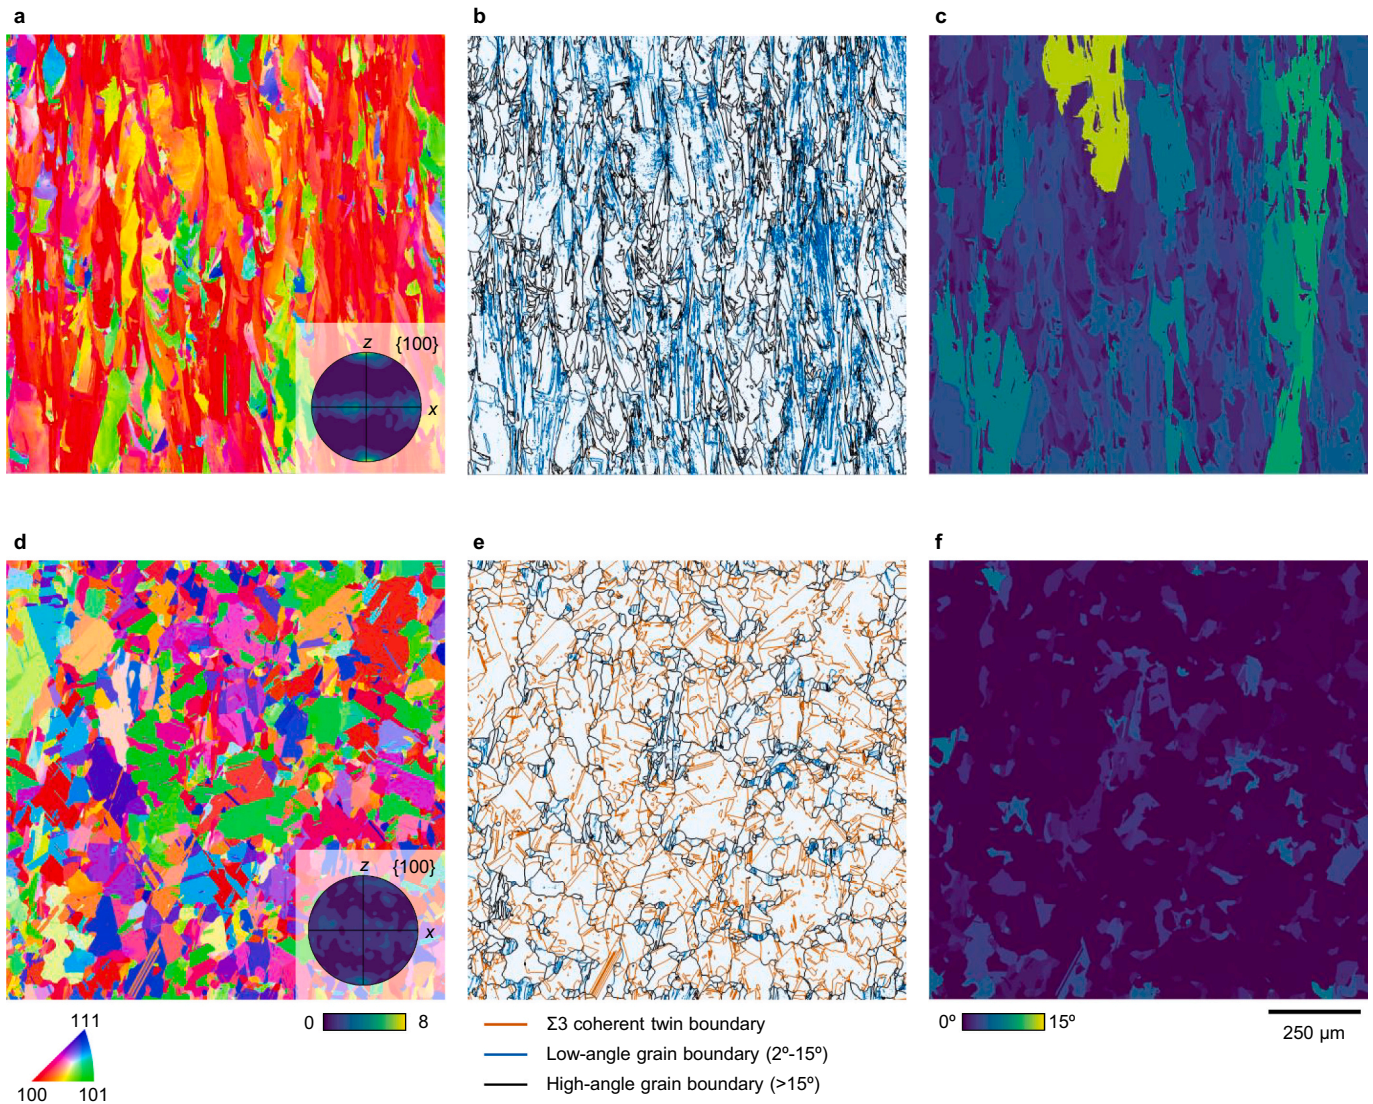 a
b
c
z {100}
x
d
e
f
z {100}
x
111
100 101
0 8
Σ3 coherent twin boundary
Low-angle grain boundary (2º-15º)
High-angle grain boundary (>15º)
0º 15º
250 µm